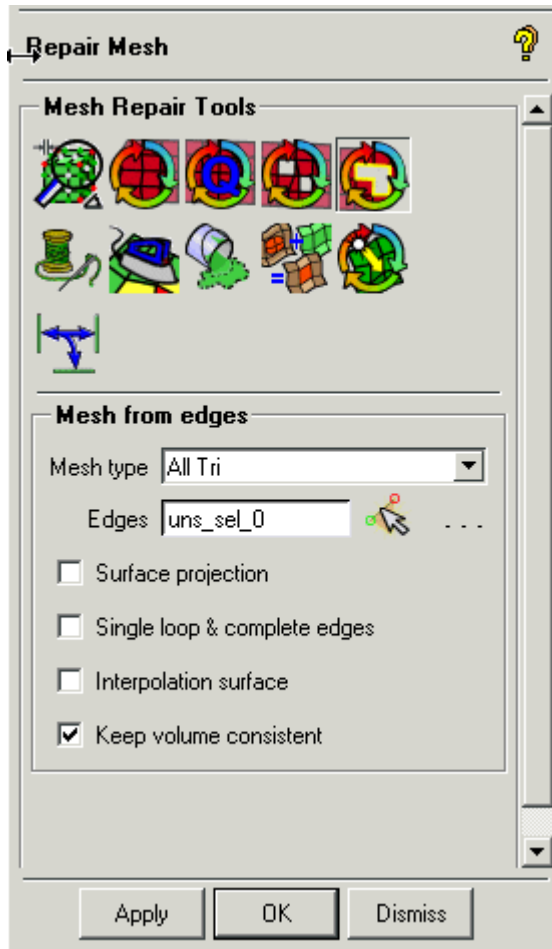 Repair Mesh
Mesh Repair Tools
Q
Mesh from edges
Mesh type All Tri
Edges uns_sel_0 . . .
Surface projection
Single loop & complete edges
Interpolation surface
Keep volume consistent
Apply OK Dismiss